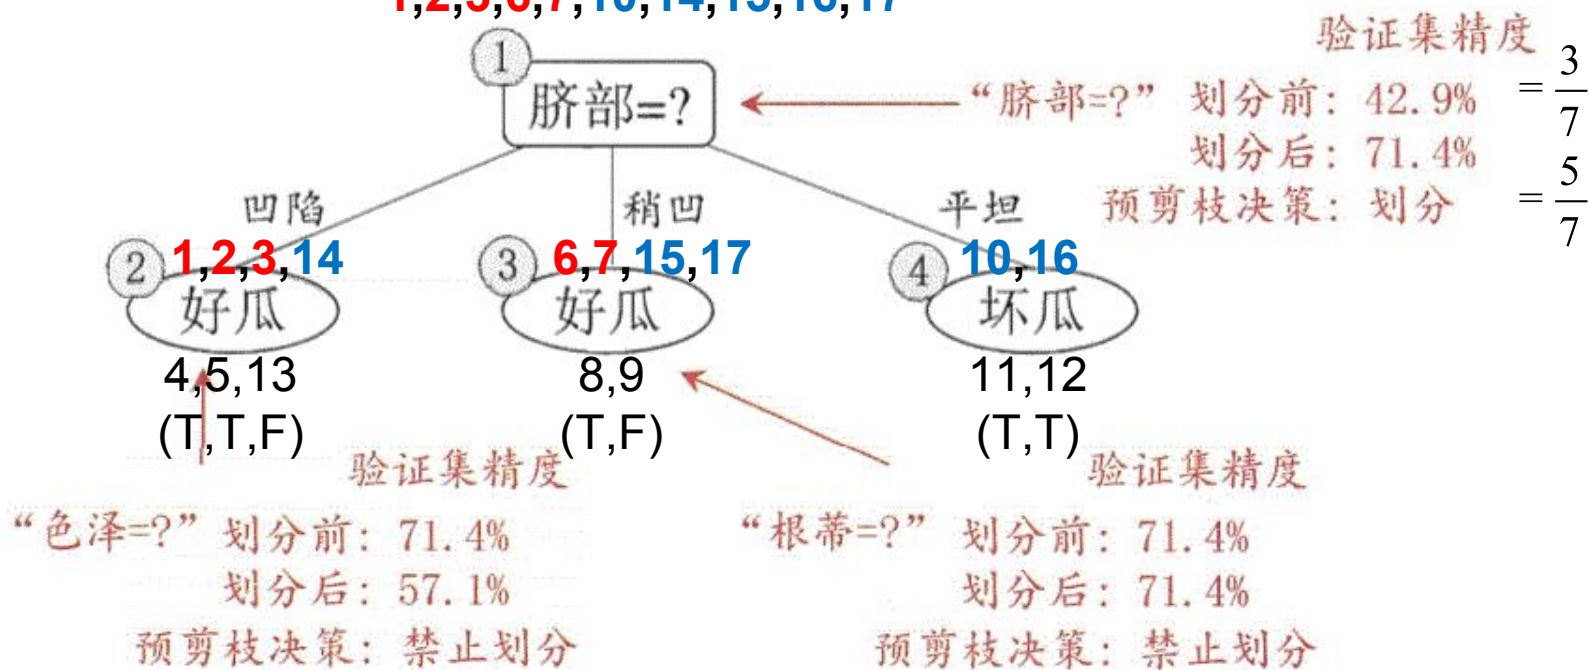 1,2,3,6,7,10,14,15,16,17
验证集精度
①
脐部=?
“脐部=?” 划分前: 42.9% = 3/7
划分后: 71.4% = 5/7
预剪枝决策: 划分
凹陷 稍凹 平坦
② 1,2,3,14
好瓜
4,5,13
(T,T,F)
③ 6,7,15,17
好瓜
8,9
(T,F)
④ 10,16
坏瓜
11,12
(T,T)
验证集精度
“色泽=?” 划分前: 71.4%
划分后: 57.1%
预剪枝决策: 禁止划分
验证集精度
“根蒂=?” 划分前: 71.4%
划分后: 71.4%
预剪枝决策: 禁止划分